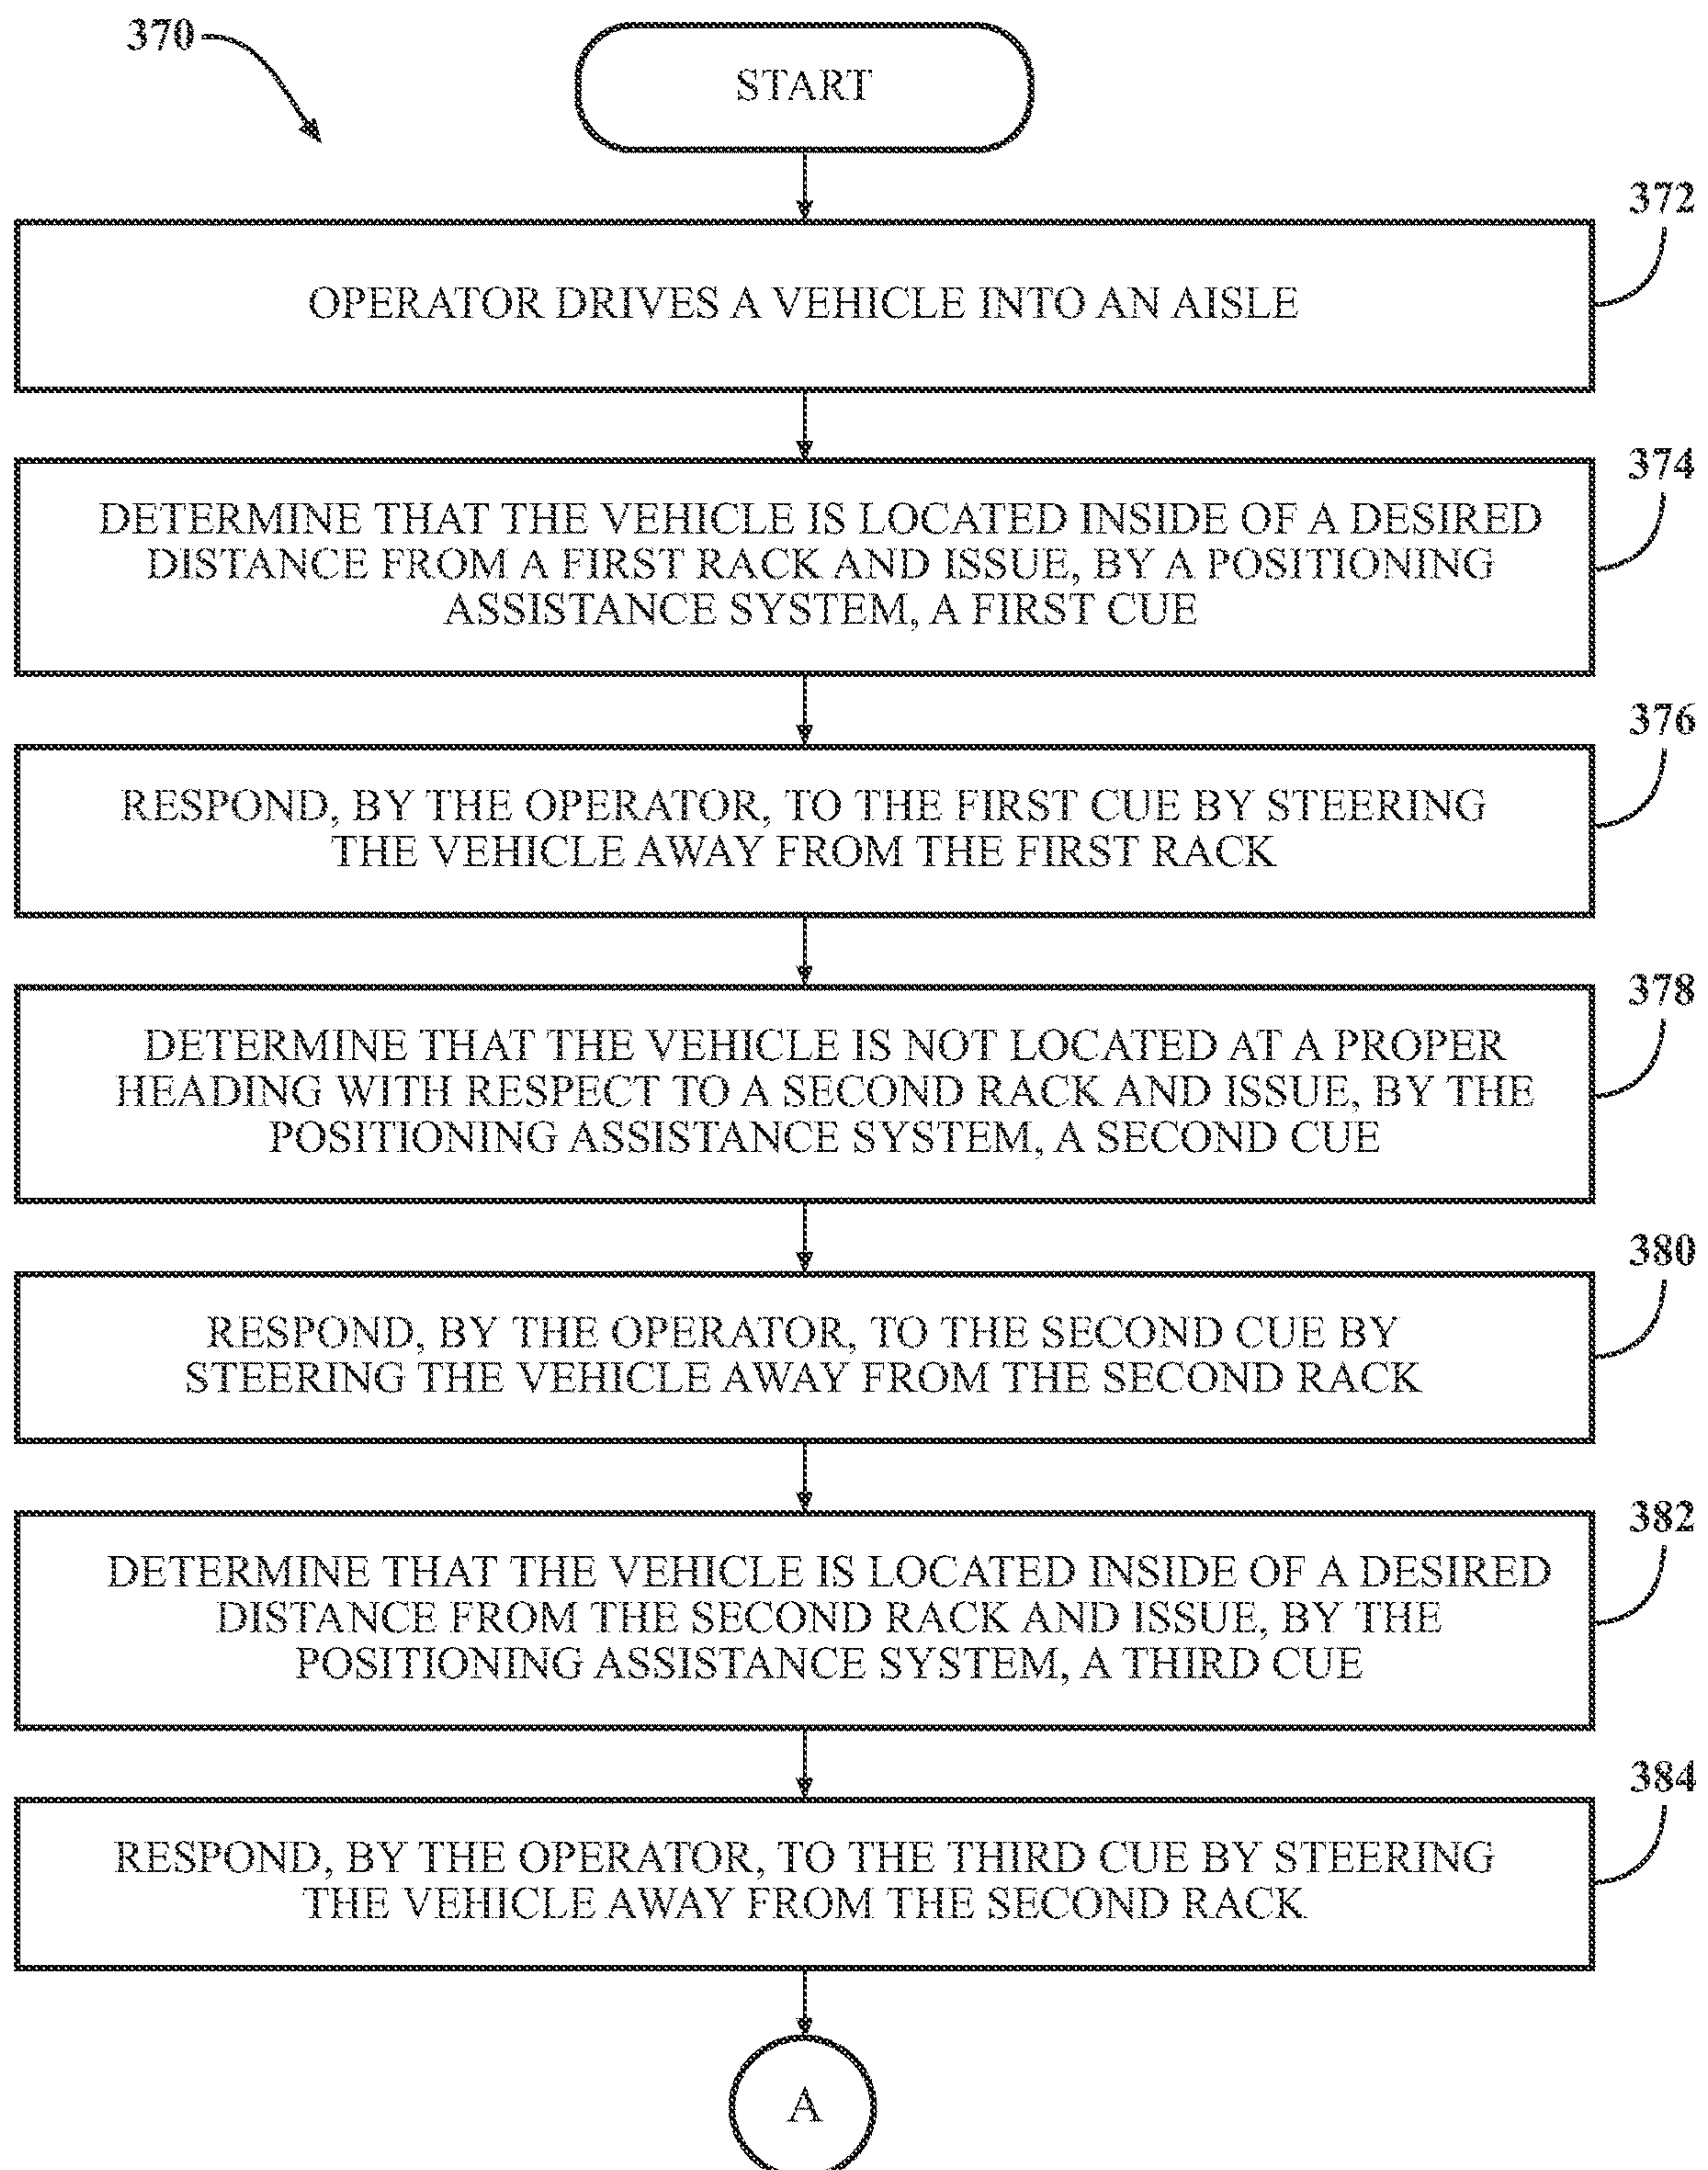 370
START
372
OPERATOR DRIVES A VEHICLE INTO AN AISLE
374
DETERMINE THAT THE VEHICLE IS LOCATED INSIDE OF A DESIRED
DISTANCE FROM A FIRST RACK AND ISSUE, BY A POSITIONING
ASSISTANCE SYSTEM, A FIRST CUE
376
RESPOND, BY THE OPERATOR, TO THE FIRST CUE BY STEERING
THE VEHICLE AWAY FROM THE FIRST RACK
378
DETERMINE THAT THE VEHICLE IS NOT LOCATED AT A PROPER
HEADING WITH RESPECT TO A SECOND RACK AND ISSUE, BY THE
POSITIONING ASSISTANCE SYSTEM, A SECOND CUE
380
RESPOND, BY THE OPERATOR, TO THE SECOND CUE BY
STEERING THE VEHICLE AWAY FROM THE SECOND RACK
382
DETERMINE THAT THE VEHICLE IS LOCATED INSIDE OF A DESIRED
DISTANCE FROM THE SECOND RACK AND ISSUE, BY THE
POSITIONING ASSISTANCE SYSTEM, A THIRD CUE
384
RESPOND, BY THE OPERATOR, TO THE THIRD CUE BY STEERING
THE VEHICLE AWAY FROM THE SECOND RACK
A